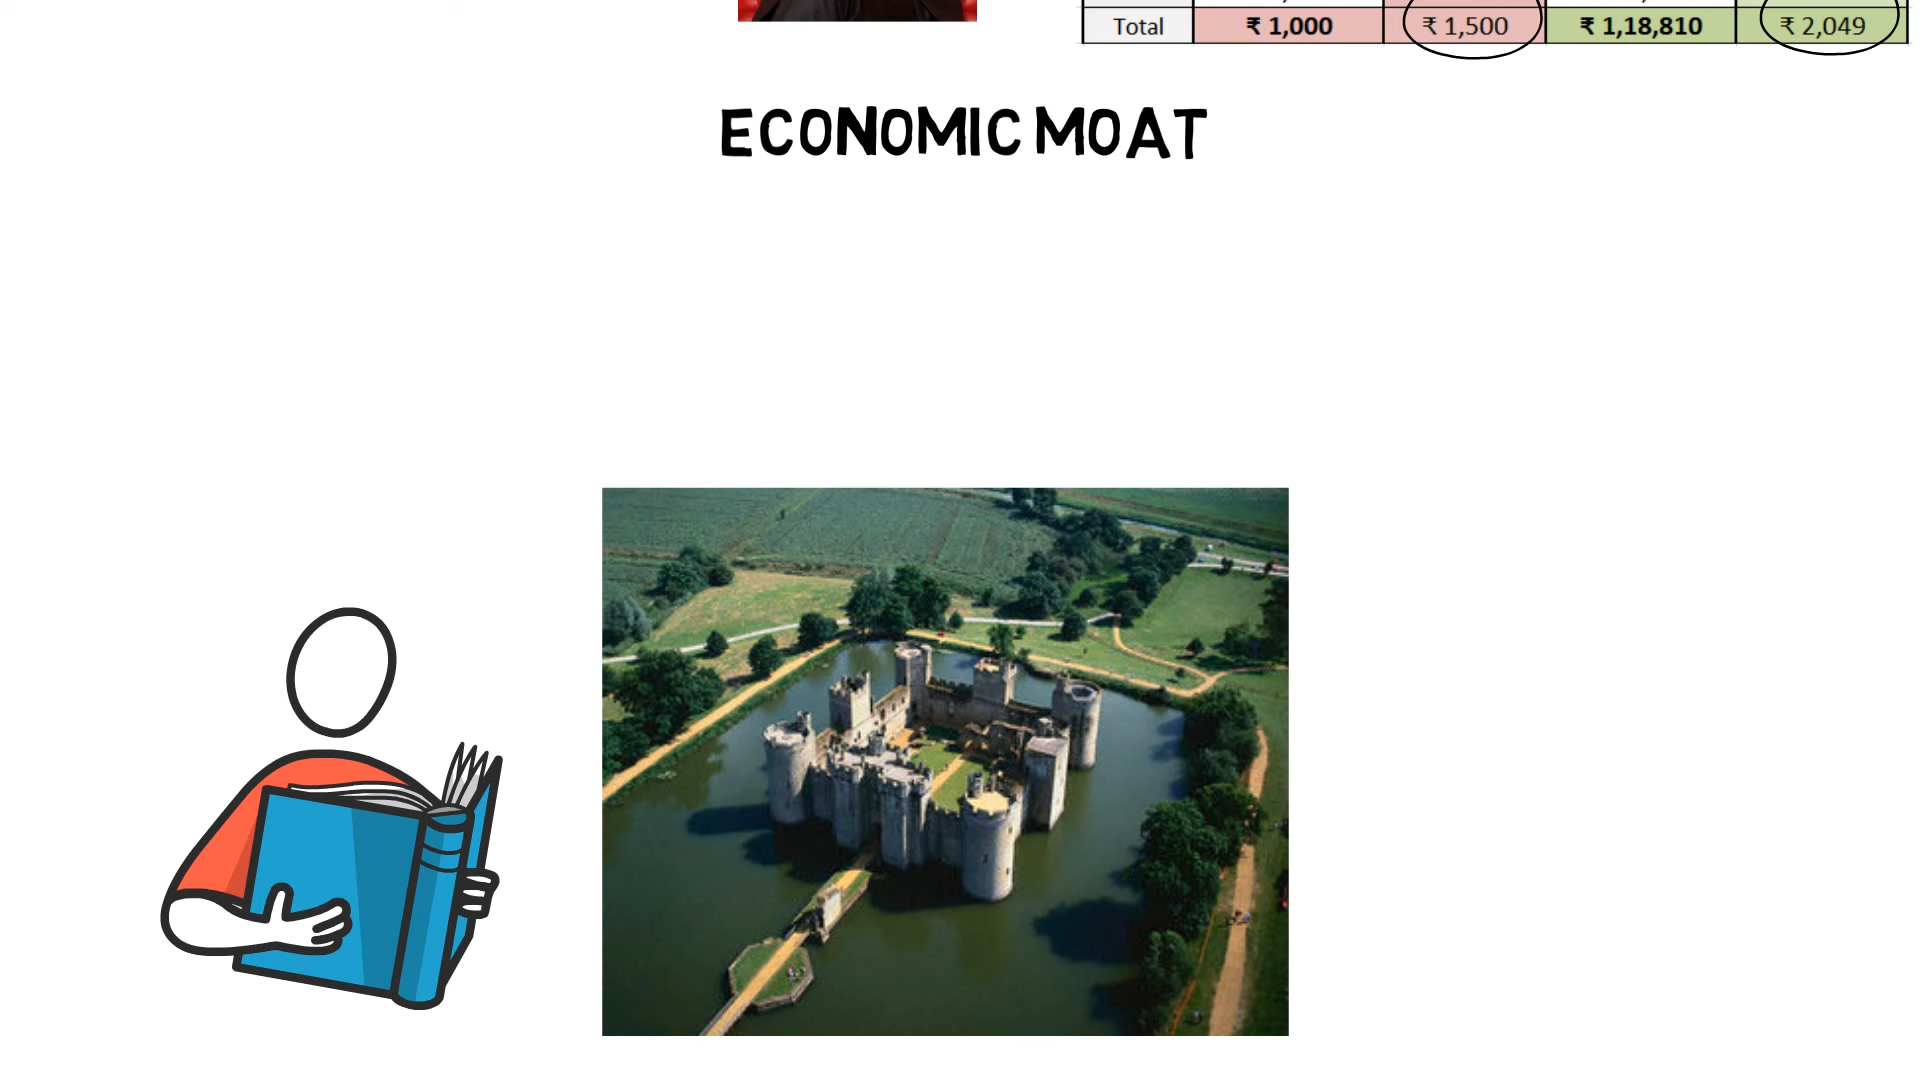 Total ₹ 1,000 ₹ 1,500 ₹ 1,18,810 ₹ 2,049
ECONOMIC MOAT